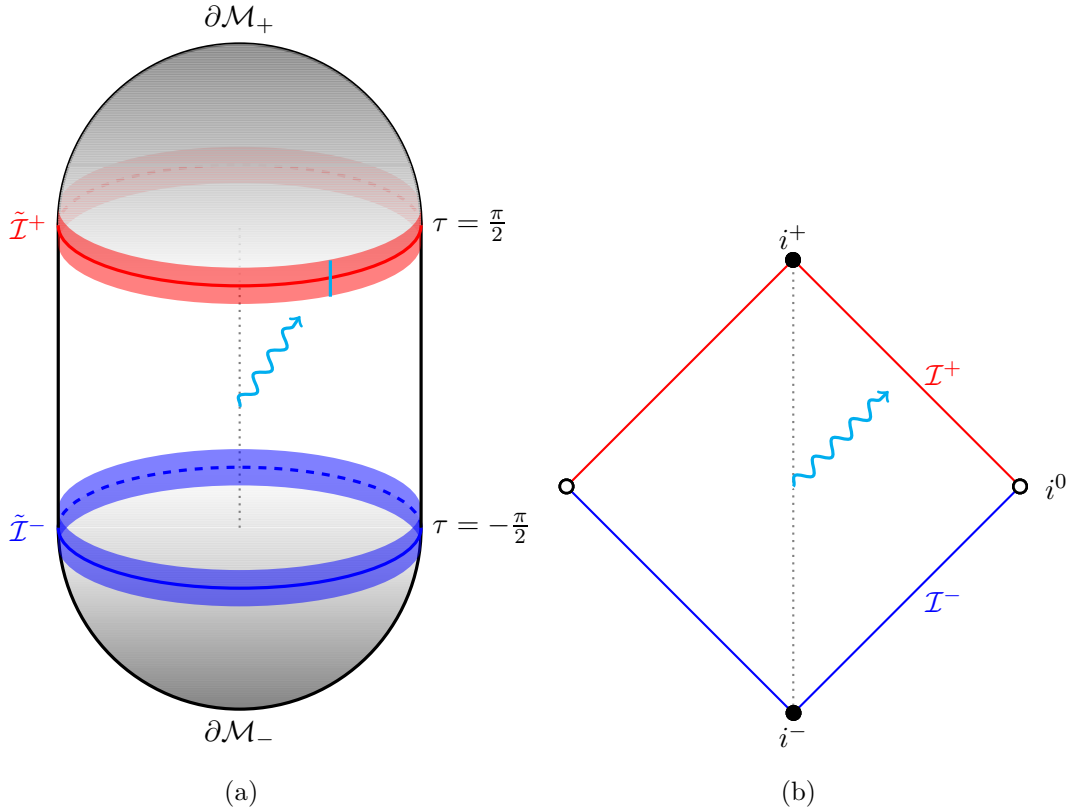 ∂ℳ₊
Ĩ⁺
τ = π/2
Ĩ⁻
τ = −π/2
∂ℳ₋
(a)
i⁺
I⁺
i⁰
I⁻
i⁻
(b)